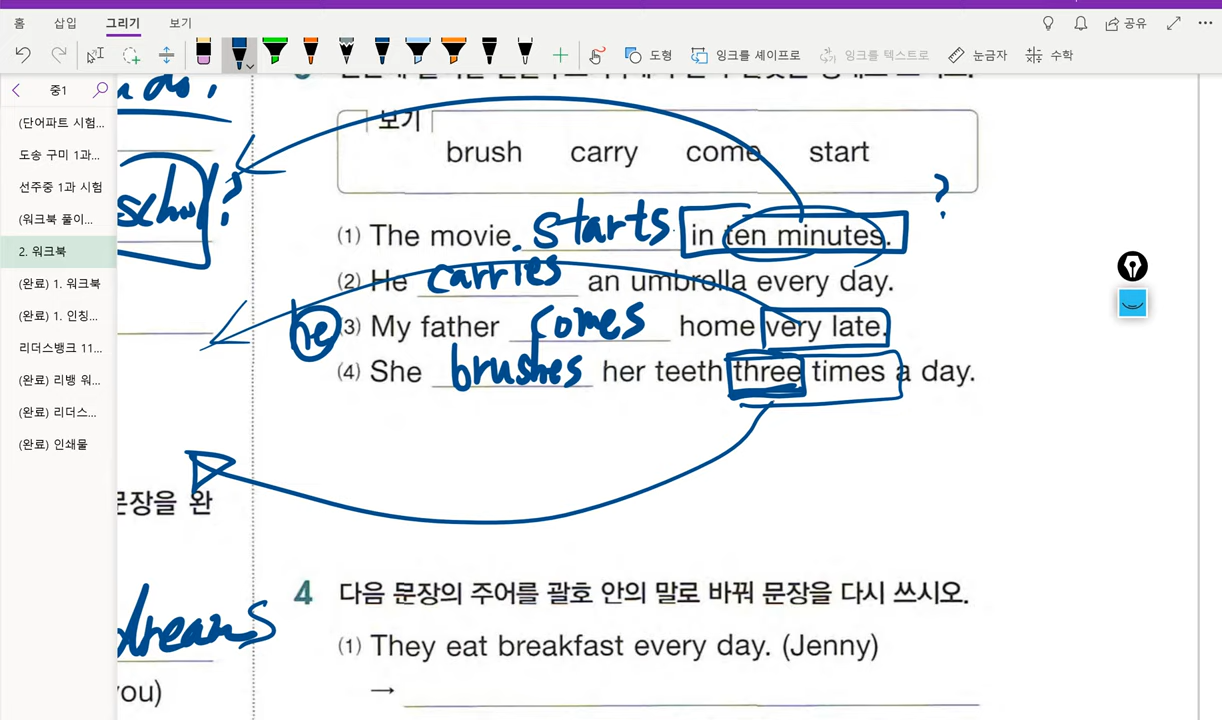 홈 삽입 그리기 보기
공유
도형 잉크를 셰이프로 잉크를 텍스트로 눈금자 수학
중1
(단어파트 시험...
도송 구미 1과...
선주중 1과 시험
(워크북 풀이...
2. 워크북
(완료) 1. 워크북
(완료) 1. 인칭...
리더스뱅크 11...
(완료) 리뱅 워...
(완료) 리더스...
(완료) 인쇄물
do.
school?
문장을 완
dreams
you)
보기
brush carry come start
?
(1) The movie starts in ten minutes.
(2) He carries an umbrella every day.
he
(3) My father comes home very late.
(4) She brushes her teeth three times a day.
4 다음 문장의 주어를 괄호 안의 말로 바꿔 문장을 다시 쓰시오.
(1) They eat breakfast every day. (Jenny)
→